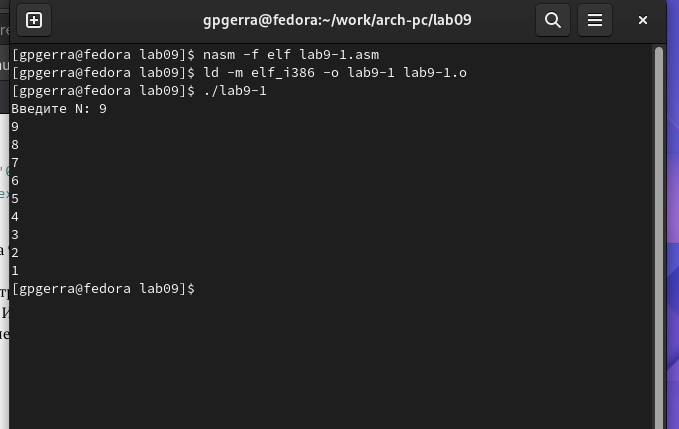 gpgerra@fedora:~/work/arch-pc/lab09
[gpgerra@fedora lab09]$ nasm -f elf lab9-1.asm
[gpgerra@fedora lab09]$ ld -m elf_i386 -o lab9-1 lab9-1.o
[gpgerra@fedora lab09]$ ./lab9-1
Введите N: 9
9
8
7
6
5
4
3
2
1
[gpgerra@fedora lab09]$